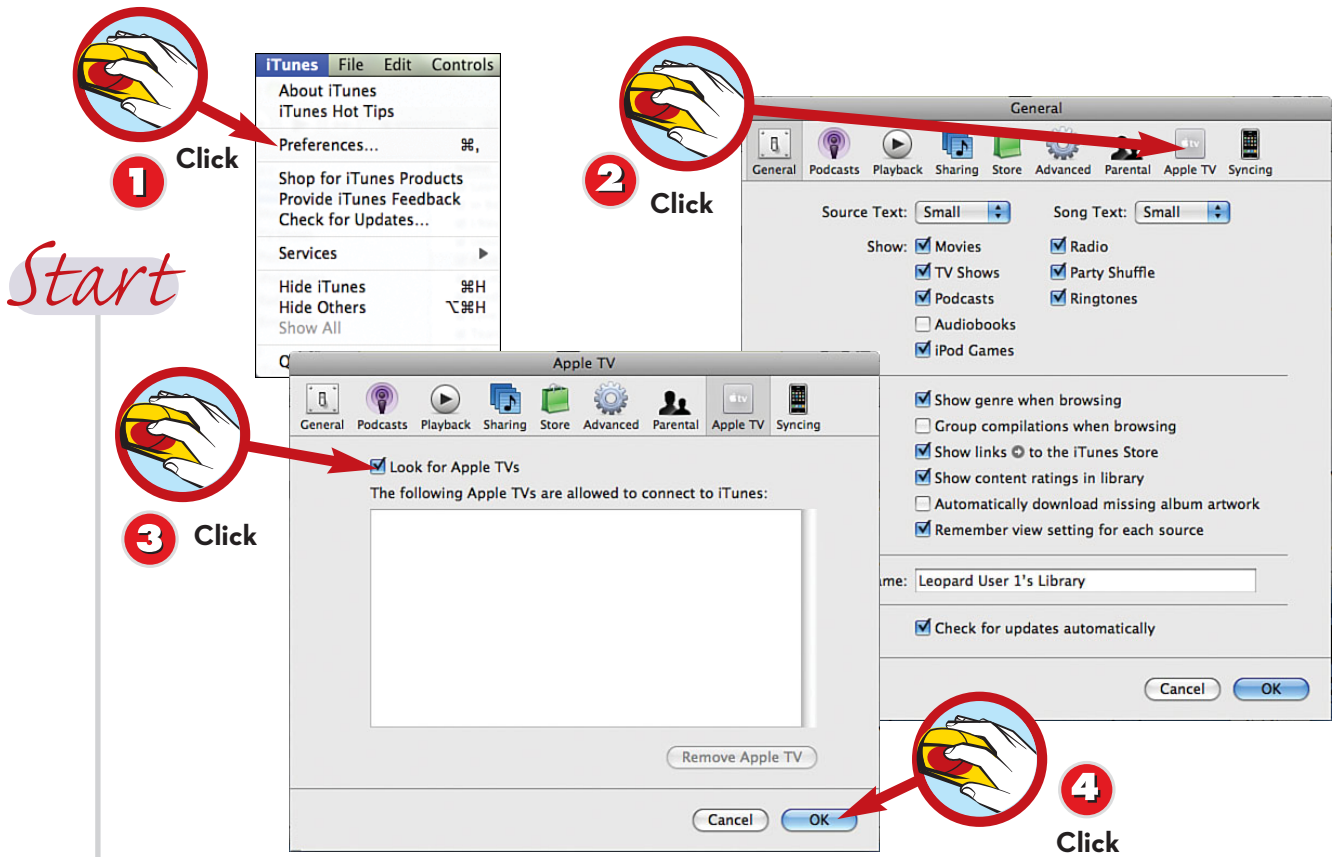 1
Click
iTunes File Edit Controls
About iTunes
iTunes Hot Tips
Preferences... ⌘,
Shop for iTunes Products
Provide iTunes Feedback
Check for Updates...
Services
Hide iTunes ⌘H
Hide Others ⌥⌘H
Show All
Q
2
Click
General
General Podcasts Playback Sharing Store Advanced Parental Apple TV Syncing
Source Text: Small Song Text: Small
Show: Movies Radio
TV Shows Party Shuffle
Podcasts Ringtones
Audiobooks
iPod Games
Show genre when browsing
Group compilations when browsing
Show links to the iTunes Store
Show content ratings in library
Automatically download missing album artwork
Remember view setting for each source
ame: Leopard User 1's Library
Check for updates automatically
Cancel OK
Start
3
Click
Apple TV
General Podcasts Playback Sharing Store Advanced Parental Apple TV Syncing
Look for Apple TVs
The following Apple TVs are allowed to connect to iTunes:
Remove Apple TV
Cancel OK
4
Click